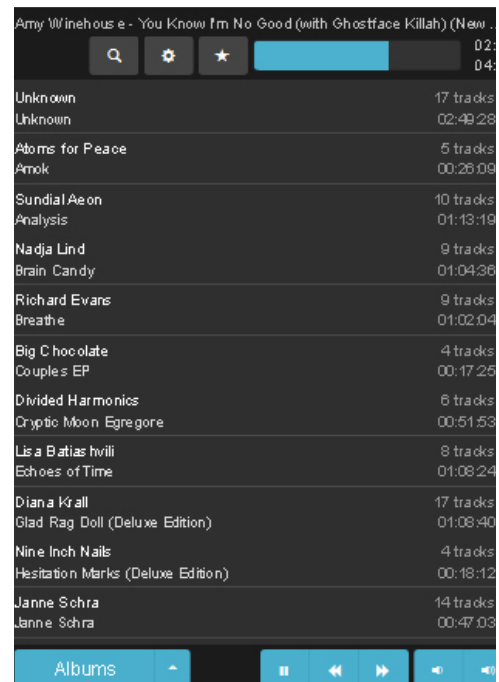 Amy Winehouse - You Know I'm No Good (with Ghostface Killah) (New ...
02:
04:
Unknown 17 tracks
Unknown 02:49:28
Atoms for Peace 5 tracks
Amok 00:26:09
Sundial Aeon 10 tracks
Analysis 01:13:19
Nadja Lind 9 tracks
Brain Candy 01:04:36
Richard Evans 9 tracks
Breathe 01:02:04
Big Chocolate 4 tracks
Couples EP 00:17:25
Divided Harmonics 6 tracks
Cryptic Moon Egregore 00:51:53
Lisa Batiashvili 8 tracks
Echoes of Time 01:08:24
Diana Krall 17 tracks
Glad Rag Doll (Deluxe Edition) 01:08:40
Nine Inch Nails 4 tracks
Hesitation Marks (Deluxe Edition) 00:18:12
Janne Schra 14 tracks
Janne Schra 00:47:03
Albums